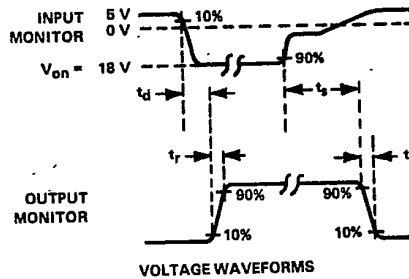 INPUT MONITOR
5 V
0 V
10%
Von = 18 V
90%
td
ts
tr
t
OUTPUT MONITOR
90%
90%
10%
10%
VOLTAGE WAVEFORMS